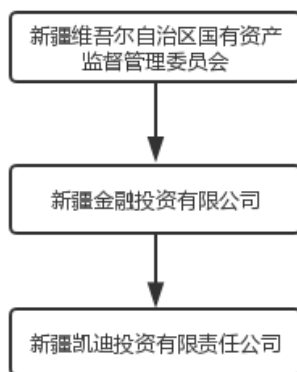 新疆维吾尔自治区国有资产
监督管理委员会
新疆金融投资有限公司
新疆凯迪投资有限责任公司